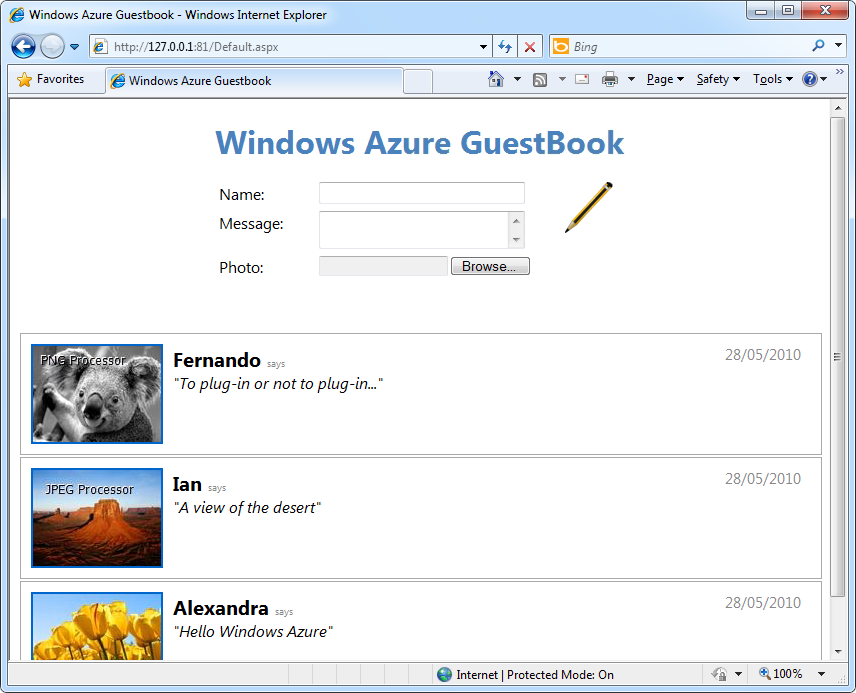 Windows Azure Guestbook - Windows Internet Explorer
http://127.0.0.1:81/Default.aspx
Bing
Favorites
Windows Azure Guestbook
Page
Safety
Tools
Windows Azure GuestBook
Name:
Message:
Photo:
Browse...
PNG Processor
Fernando says
28/05/2010
"To plug-in or not to plug-in..."
JPEG Processor
Ian says
28/05/2010
"A view of the desert"
Alexandra says
28/05/2010
"Hello Windows Azure"
Internet | Protected Mode: On
100%